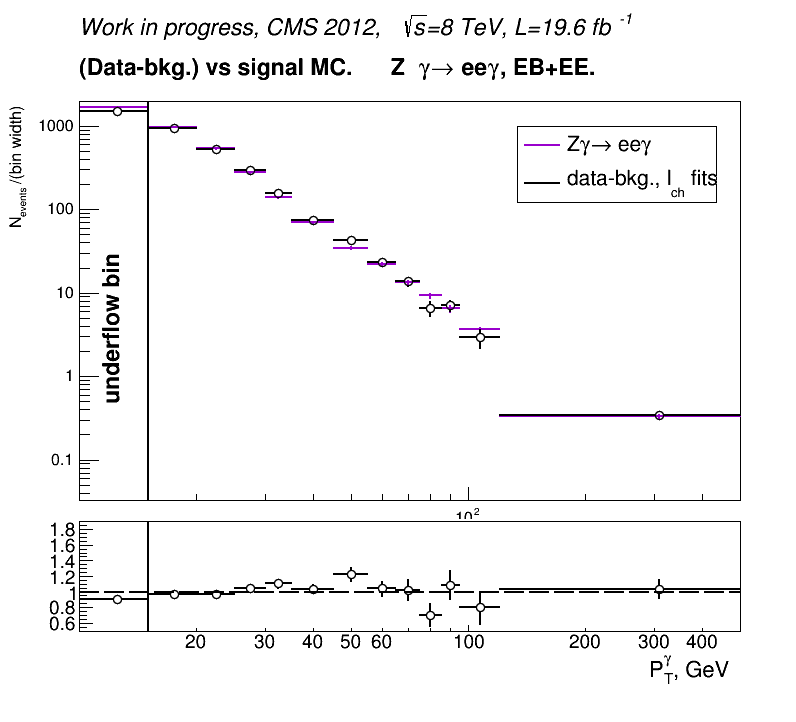 Work in progress, CMS 2012, √s=8 TeV, L=19.6 fb -1
(Data-bkg.) vs signal MC. Z γ→ eeγ, EB+EE.
N_events /(bin width)
1000
100
10
1
0.1
underflow bin
Zγ→ eeγ
data-bkg., I_ch fits
10²
1.8
1.6
1.4
1.2
1
0.8
0.6
20 30 40 50 60 100 200 300 400
P_T^γ, GeV